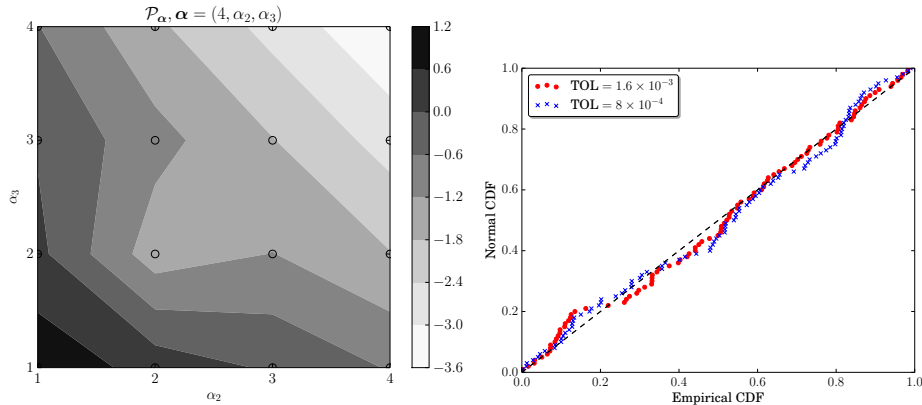 𝒫_α, α = (4, α₂, α₃)
4
3
2
1
α₃
1 2 3 4
α₂
1.2
0.6
0.0
−0.6
−1.2
−1.8
−2.4
−3.0
−3.6
TOL = 1.6 × 10⁻³
TOL = 8 × 10⁻⁴
1.0
0.8
0.6
0.4
0.2
0.0
Normal CDF
0.0 0.2 0.4 0.6 0.8 1.0
Empirical CDF